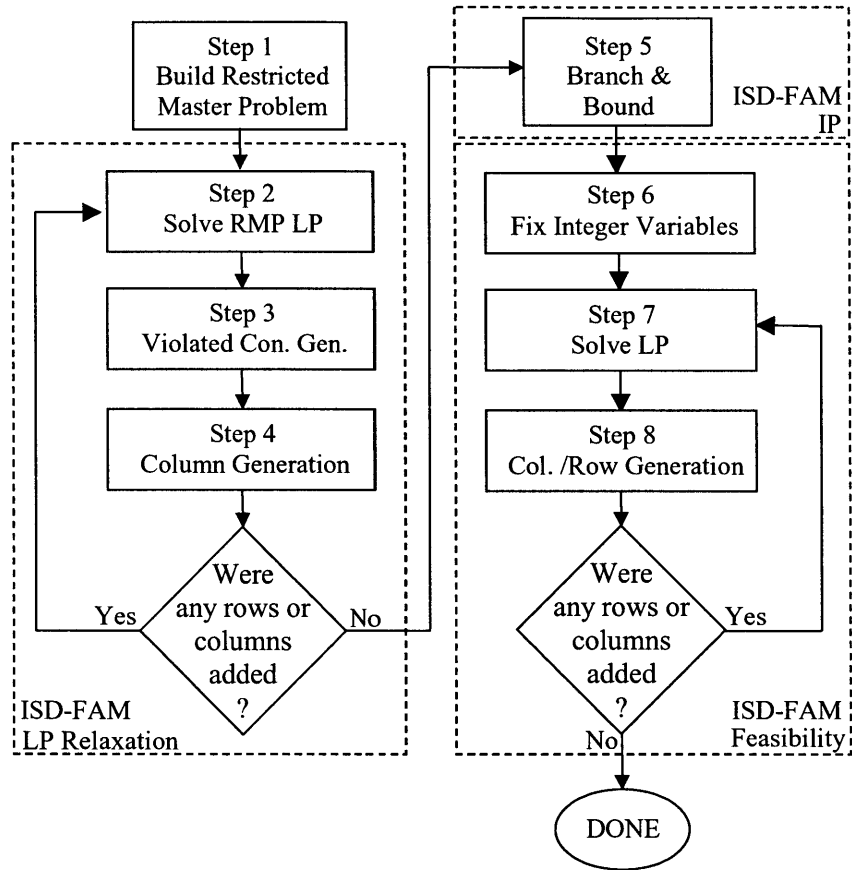 Step 1
Build Restricted
Master Problem
Step 2
Solve RMP LP
Step 3
Violated Con. Gen.
Step 4
Column Generation
Were
any rows or
columns
added
?
Yes
No
ISD-FAM
LP Relaxation
Step 5
Branch &
Bound
ISD-FAM
IP
Step 6
Fix Integer Variables
Step 7
Solve LP
Step 8
Col. /Row Generation
Were
any rows or
columns
added
?
Yes
No
ISD-FAM
Feasibility
DONE